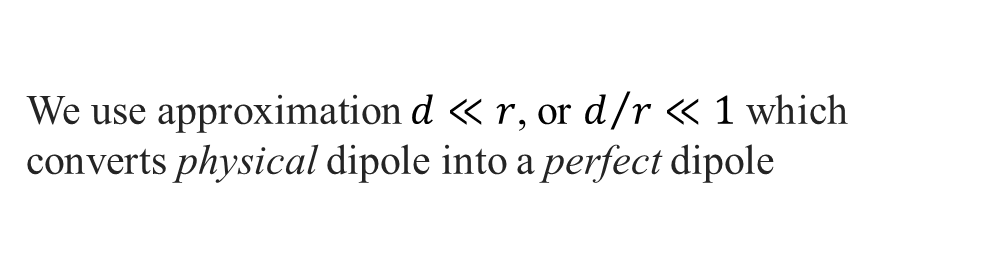 We use approximation d ≪ r, or d/r ≪ 1 which
converts physical dipole into a perfect dipole